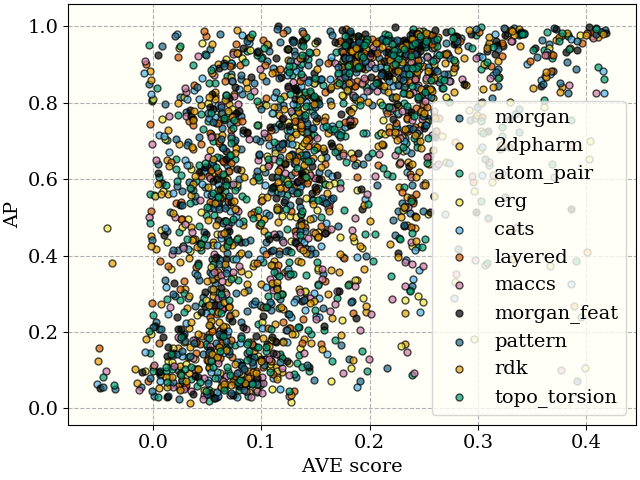 1.0
0.8
0.6
0.4
0.2
0.0
AP
morgan
2dpharm
atom_pair
erg
cats
layered
maccs
morgan_feat
pattern
rdk
topo_torsion
0.0 0.1 0.2 0.3 0.4
AVE score